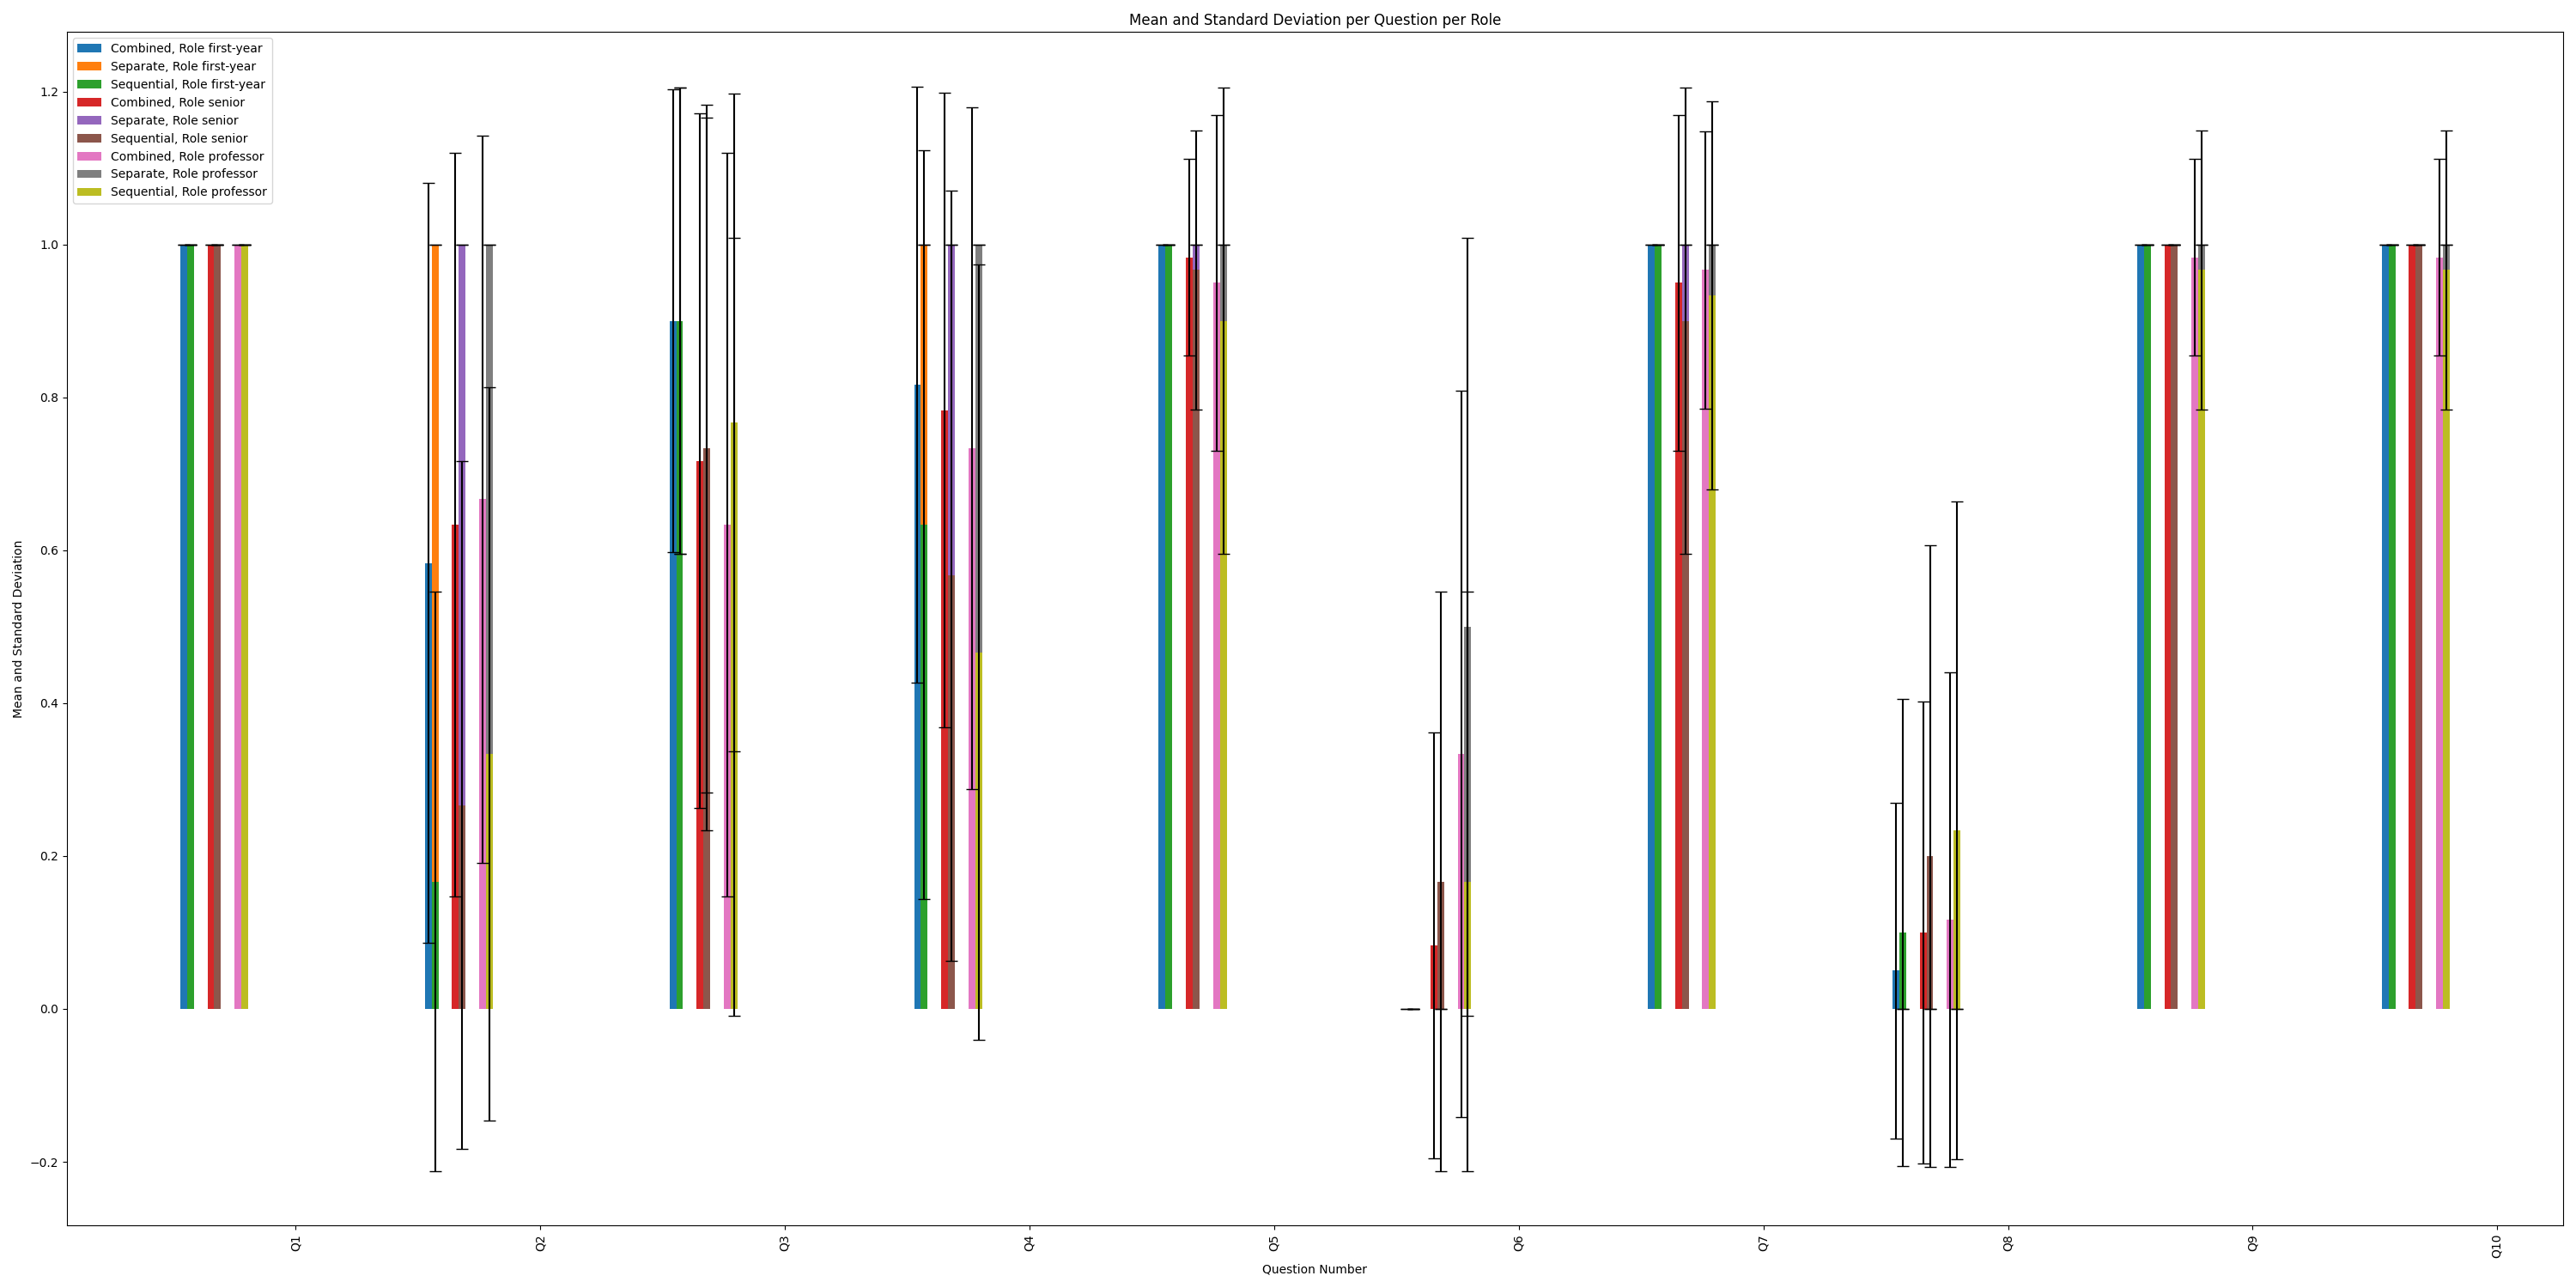 Mean and Standard Deviation per Question per Role
Combined, Role first-year
Separate, Role first-year
Sequential, Role first-year
Combined, Role senior
Separate, Role senior
Sequential, Role senior
Combined, Role professor
Separate, Role professor
Sequential, Role professor
Mean and Standard Deviation
1.2
1.0
0.8
0.6
0.4
0.2
0.0
−0.2
Q1
Q2
Q3
Q4
Q5
Q6
Q7
Q8
Q9
Q10
Question Number